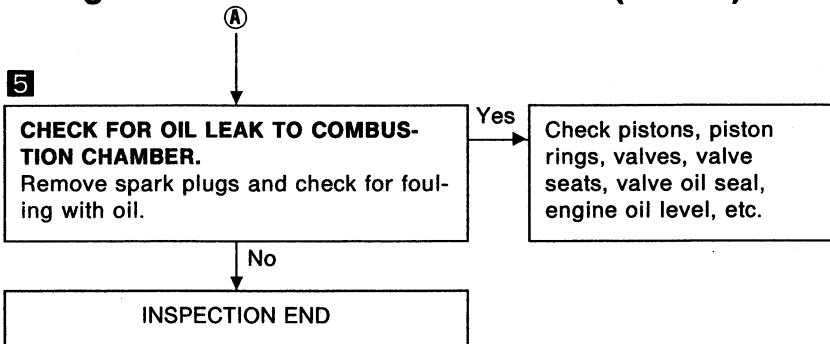 Ⓐ
5
CHECK FOR OIL LEAK TO COMBUS-
TION CHAMBER.
Remove spark plugs and check for foul-
ing with oil.
Yes
Check pistons, piston
rings, valves, valve
seats, valve oil seal,
engine oil level, etc.
No
INSPECTION END